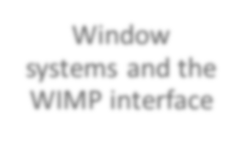 Window
systems and the
WIMP interface